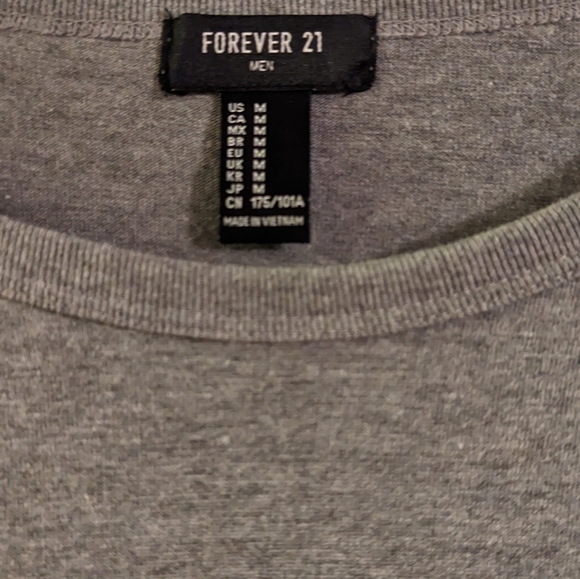 FOREVER 21
MEN
US M
CA M
MX M
BR M
EU M
UK M
KR M
JP M
CN 175/101A
MADE IN VIETNAM